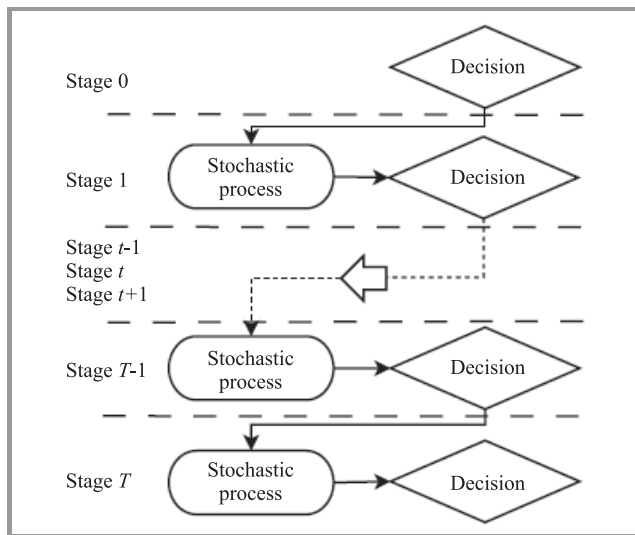 Stage 0
Decision
Stage 1
Stochastic
process
Decision
Stage t-1
Stage t
Stage t+1
Stage T-1
Stochastic
process
Decision
Stage T
Stochastic
process
Decision